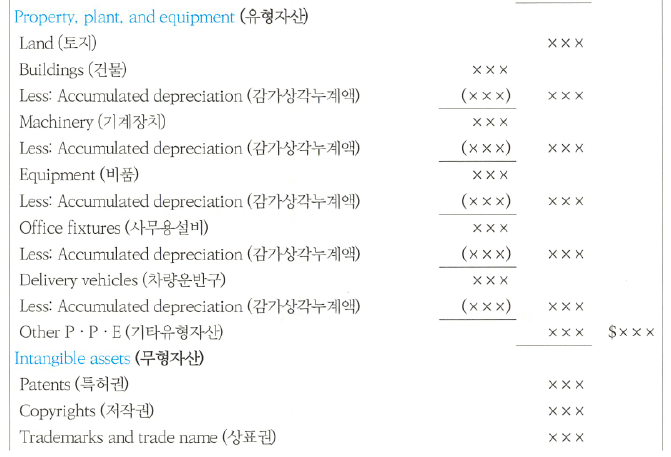 Property, plant, and equipment (유형자산)
Land (토지) ×××
Buildings (건물) ×××
Less: Accumulated depreciation (감가상각누계액) (×××) ×××
Machinery (기계장치) ×××
Less: Accumulated depreciation (감가상각누계액) (×××) ×××
Equipment (비품) ×××
Less: Accumulated depreciation (감가상각누계액) (×××) ×××
Office fixtures (사무용설비) ×××
Less: Accumulated depreciation (감가상각누계액) (×××) ×××
Delivery vehicles (차량운반구) ×××
Less: Accumulated depreciation (감가상각누계액) (×××) ×××
Other P·P·E (기타유형자산) ××× $×××
Intangible assets (무형자산)
Patents (특허권) ×××
Copyrights (저작권) ×××
Trademarks and trade name (상표권) ×××